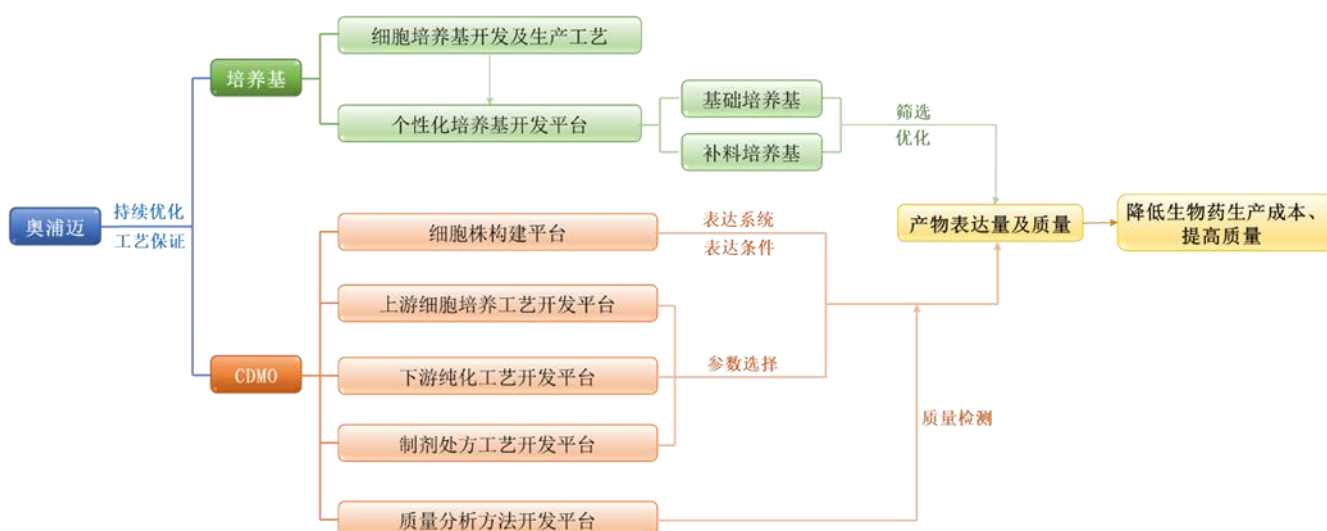 细胞培养基开发及生产工艺
培养基
个性化培养基开发平台
基础培养基
补料培养基
筛选
优化
奥浦迈
持续优化
工艺保证
细胞株构建平台
表达系统
表达条件
产物表达量及质量
降低生物药生产成本、
提高质量
上游细胞培养工艺开发平台
CDMO
下游纯化工艺开发平台
参数选择
制剂处方工艺开发平台
质量检测
质量分析方法开发平台